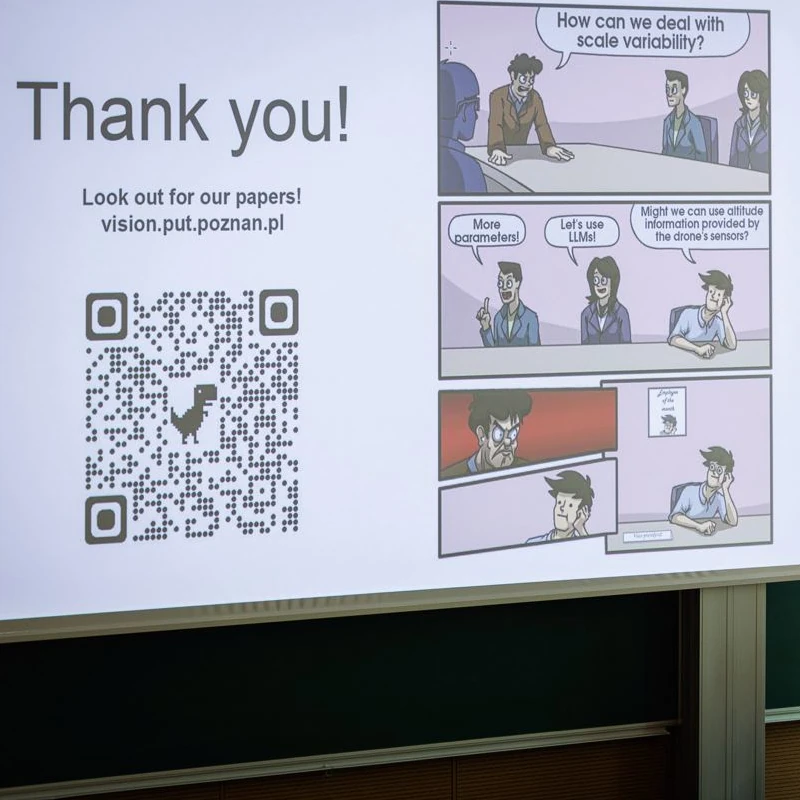 Thank you!
Look out for our papers!
vision.put.poznan.pl
How can we deal with
scale variability?
More
parameters!
Let's use
LLMs!
Might we can use altitude
information provided by
the drone's sensors?
Employee
of the
month